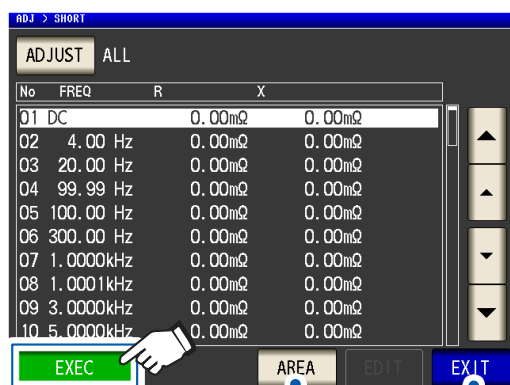 ADJ > SHORT
ADJUST ALL
No FREQ R X
01 DC 0.00mΩ 0.00mΩ
02 4.00 Hz 0.00mΩ 0.00mΩ
03 20.00 Hz 0.00mΩ 0.00mΩ
04 99.99 Hz 0.00mΩ 0.00mΩ
05 100.00 Hz 0.00mΩ 0.00mΩ
06 300.00 Hz 0.00mΩ 0.00mΩ
07 1.0000kHz 0.00mΩ 0.00mΩ
08 1.0001kHz 0.00mΩ 0.00mΩ
09 3.0000kHz 0.00mΩ 0.00mΩ
10 5.0000kHz 0.00mΩ 0.00mΩ
EXEC AREA EDIT EXIT